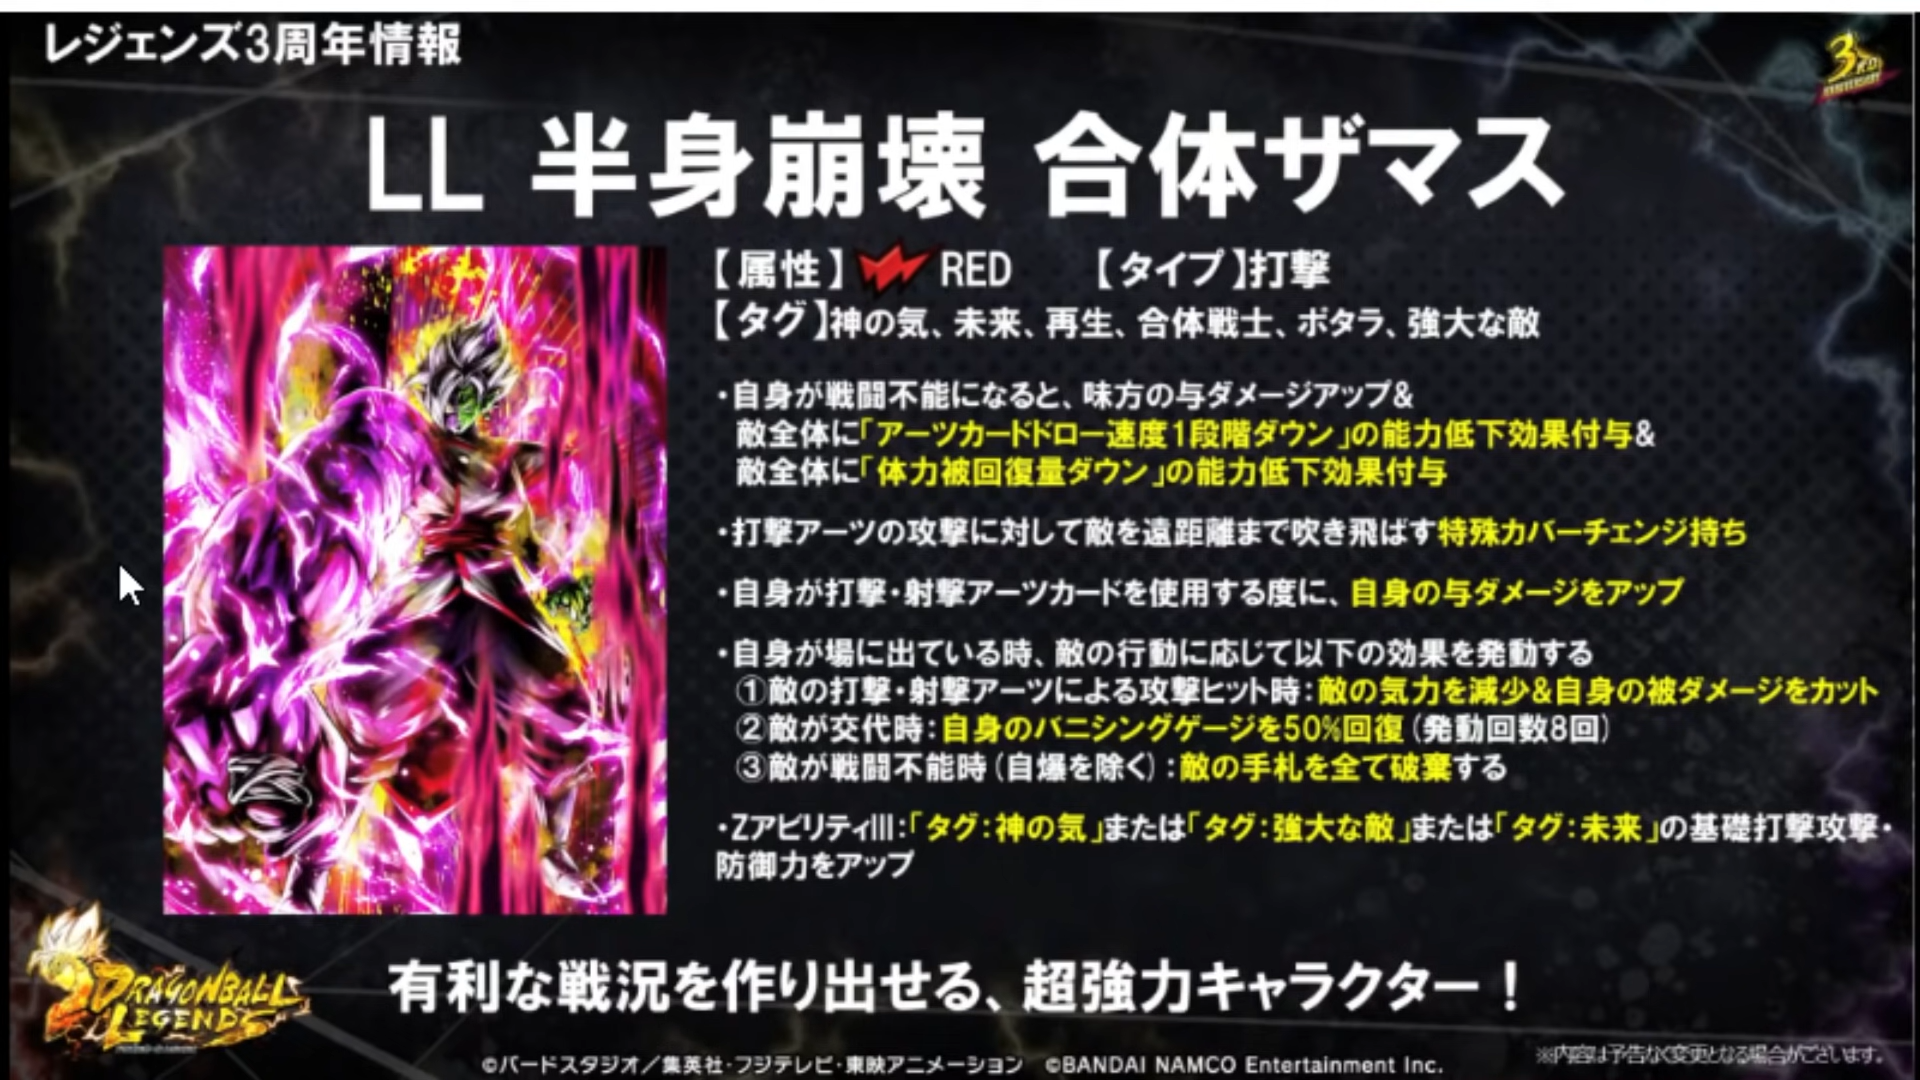 レジェンズ3周年情報
3RD
ANNIVERSARY
LL 半身崩壊 合体ザマス
【属性】 RED 【タイプ】打撃
【タグ】神の気、未来、再生、合体戦士、ポタラ、強大な敵
・自身が戦闘不能になると、味方の与ダメージアップ&
敵全体に「アーツカードドロー速度1段階ダウン」の能力低下効果付与&
敵全体に「体力被回復量ダウン」の能力低下効果付与
・打撃アーツの攻撃に対して敵を遠距離まで吹き飛ばす特殊カバーチェンジ持ち
・自身が打撃・射撃アーツカードを使用する度に、自身の与ダメージをアップ
・自身が場に出ている時、敵の行動に応じて以下の効果を発動する
①敵の打撃・射撃アーツによる攻撃ヒット時：敵の気力を減少&自身の被ダメージをカット
②敵が交代時：自身のバニシングゲージを50%回復（発動回数8回）
③敵が戦闘不能時（自爆を除く）：敵の手札を全て破棄する
・ZアビリティⅢ：「タグ：神の気」または「タグ：強大な敵」または「タグ：未来」の基礎打撃攻撃・
防御力をアップ
DRAGONBALL
LEGENDS
有利な戦況を作り出せる、超強力キャラクター！
©バードスタジオ／集英社・フジテレビ・東映アニメーション ©BANDAI NAMCO Entertainment Inc.
※内容は予告なく変更となる場合がございます。